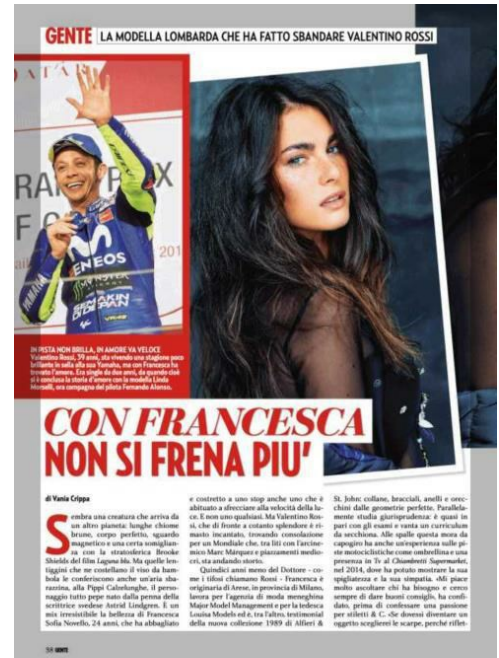 GENTE LA MODELLA LOMBARDA CHE HA FATTO SBANDARE VALENTINO ROSSI
ENEOS
MONSTER
YAMAHA
SEMAKIN
DI DEPAN
IN PISTA NON BRILLA, IN AMORE VA VELOCE
Valentino Rossi, 39 anni, sta vivendo una stagione poco
brillante in sella alla sua Yamaha, ma con Francesca ha
trovato l'amore. Era single da due anni, da quando cioè
si è conclusa la storia d'amore con la modella Linda
Morselli, ora compagna del pilota Fernando Alonso.
CON FRANCESCA
NON SI FRENA PIU'
di Vania Crippa
Sembra una creatura che arriva da
un altro pianeta: lunghe chiome
brune, corpo perfetto, sguardo
magnetico e una certa somiglian-
za con la stratosferica Brooke
Shields del film Laguna blu. Ma quelle len-
tiggini che ne costellano il viso da bam-
bola le conferiscono anche un'aria sba-
razzina, alla Pippi Calzelunghe, il per-
sonaggio tutto pepe nato dalla penna della
scrittrice svedese Astrid Lindgren. È un
mix irresistibile la bellezza di Francesca
Sofia Novello, 24 anni, che ha abbagliato
e costretto a uno stop anche uno che è
abituato a sfrecciare alla velocità della lu-
ce. E non uno qualsiasi. Ma Valentino Ros-
si, che di fronte a cotanto splendore è ri-
masto incantato, trovando consolazione
per un Mondiale che, tra liti con l'arcine-
mico Marc Márquez e piazzamenti medio-
cri, sta andando storto.
Quindici anni meno del Dottore - co-
me i tifosi chiamano Rossi - Francesca è
originaria di Arese, in provincia di Milano,
lavora per l'agenzia di moda meneghina
Major Model Management e per la tedesca
Louisa Models ed è, tra l'altro, testimonial
della nuova collezione 1989 di Alfieri &
St. John: collane, bracciali, anelli e orec-
chini dalle geometrie perfette. Parallela-
mente studia giurisprudenza: è quasi in
pari con gli esami e vanta un curriculum
da secchiona. Alle spalle questa mora da
capogiro ha anche un'esperienza sulle pi-
ste motociclistiche come ombrellina e una
presenza in Tv al Chiambretti Supermarket,
nel 2014, dove ha potuto mostrare la sua
spigliatezza e la sua simpatia. «Mi piace
molto ascoltare chi ha bisogno e cerco
sempre di dare buoni consigli», ha confi-
dato, prima di confessare una passione
per stiletti & C. «Se dovessi diventare un
oggetto sceglierei le scarpe, perché riflet-
58 GENTE